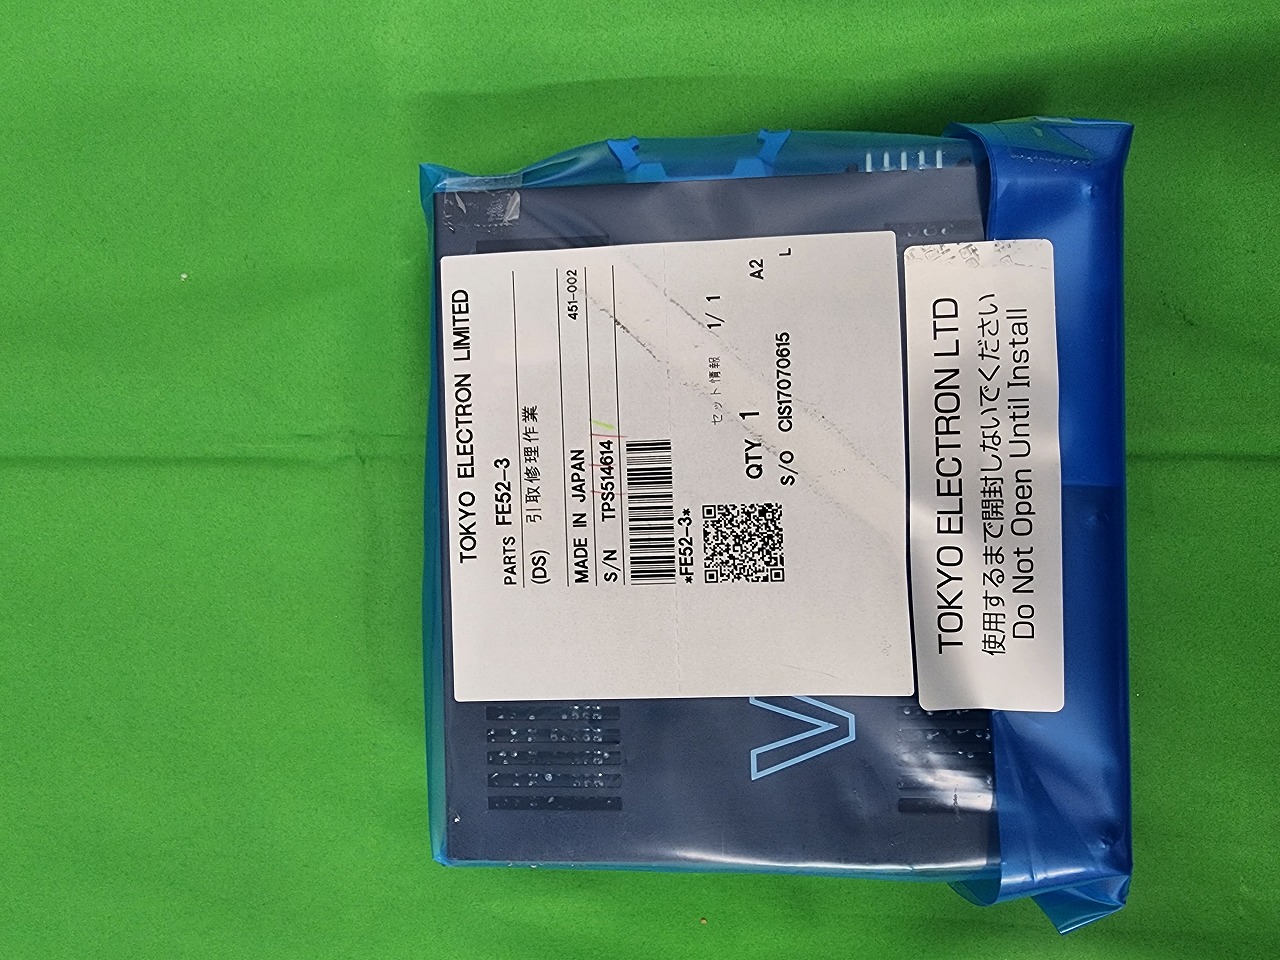 TOKYO ELECTRON LIMITED
PARTS FE52-3
(DS) 引取修理作業
MADE IN JAPAN 451-002
S/N TPS514614
*FE52-3*
セット情報 1/ 1
QTY 1 A2
S/O CIS17070615 L
TOKYO ELECTRON LTD
使用するまで開封しないでください
Do Not Open Until Install